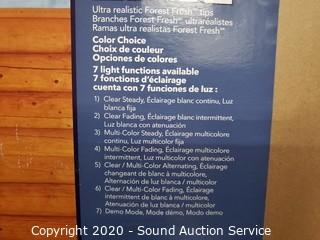 Ultra realistic Forest Fresh™ tips
Branches Forest Fresh™ ultraréalistes
Ramas ultra realistas Forest Fresh™
Color Choice
Choix de couleur
Opciones de colores
7 light functions available
7 fonctions d'éclairage
cuenta con 7 funciones de luz :
1) Clear Steady, Éclairage blanc continu, Luz
blanca fija
2) Clear Fading, Éclairage blanc intermittent,
Luz blanca con atenuación
3) Multi-Color Steady, Éclairage multicolore
continu, Luz multicolor fija
4) Multi-Color Fading, Éclairage multicolore
intermittent, Luz multicolor con atenuación
5) Clear / Multi-Color Alternating, Éclairage
changeant de blanc à multicolore,
Alternación de luz blanca / multicolor
6) Clear / Multi-Color Fading, Éclairage
intermittent de blanc à multicolore,
Atenuación de luz blanca / multicolor
7) Demo Mode, Mode démo, Modo demo
Copyright 2020 - Sound Auction Service